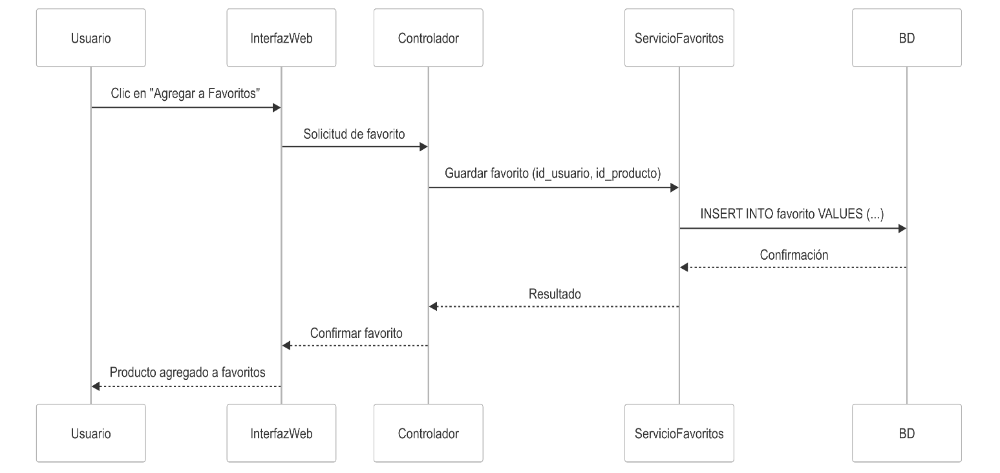 Usuario
InterfazWeb
Controlador
ServicioFavoritos
BD
Clic en "Agregar a Favoritos"
Solicitud de favorito
Guardar favorito (id_usuario, id_producto)
INSERT INTO favorito VALUES (...)
Confirmación
Resultado
Confirmar favorito
Producto agregado a favoritos
Usuario
InterfazWeb
Controlador
ServicioFavoritos
BD